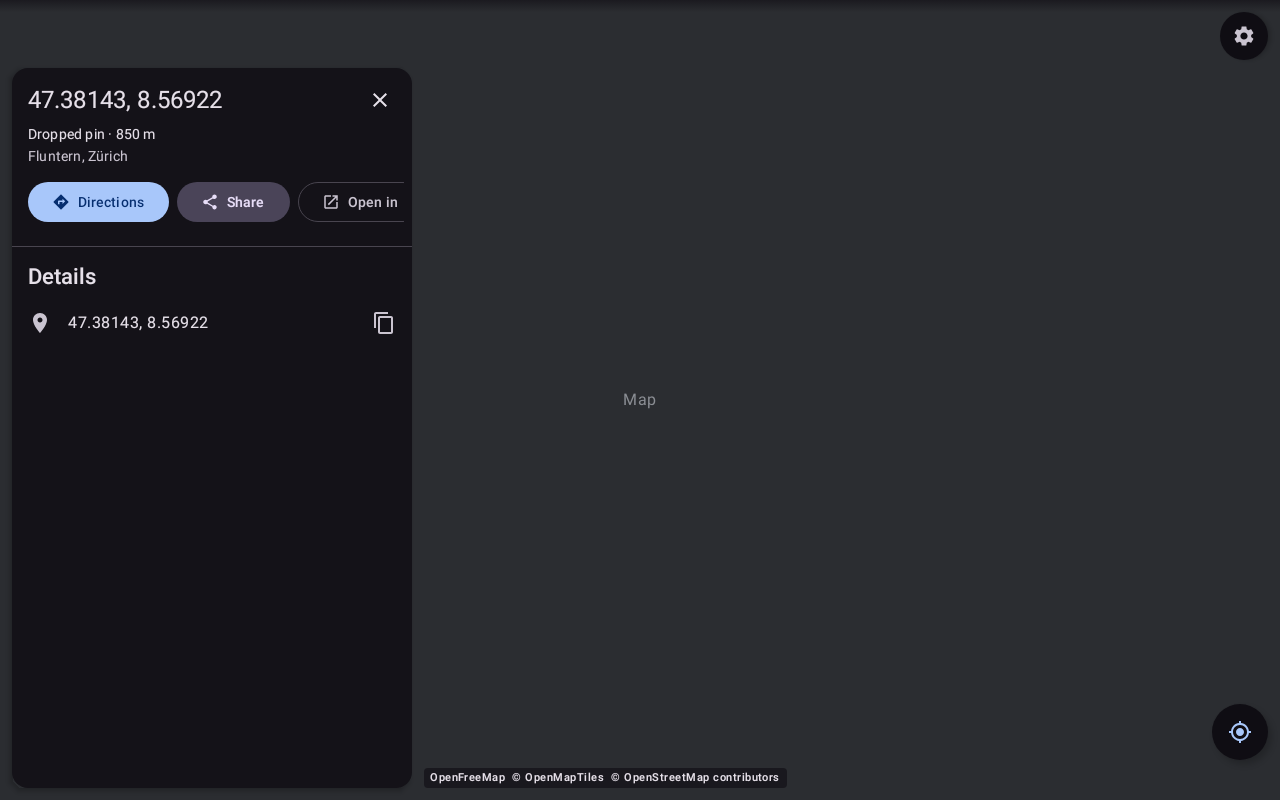 47.38143, 8.56922
Dropped pin · 850 m
Fluntern, Zürich
Directions
Share
Open in
Details
47.38143, 8.56922
Map
OpenFreeMap © OpenMapTiles © OpenStreetMap contributors